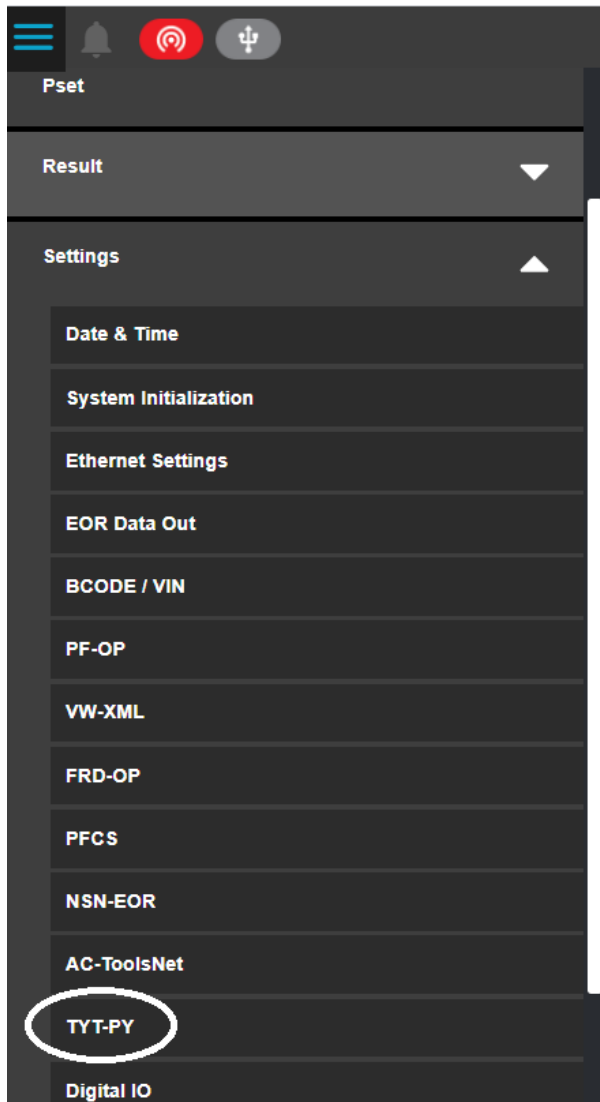 Pset
Result
Settings
Date & Time
System Initialization
Ethernet Settings
EOR Data Out
BCODE / VIN
PF-OP
VW-XML
FRD-OP
PFCS
NSN-EOR
AC-ToolsNet
TYT-PY
Digital IO